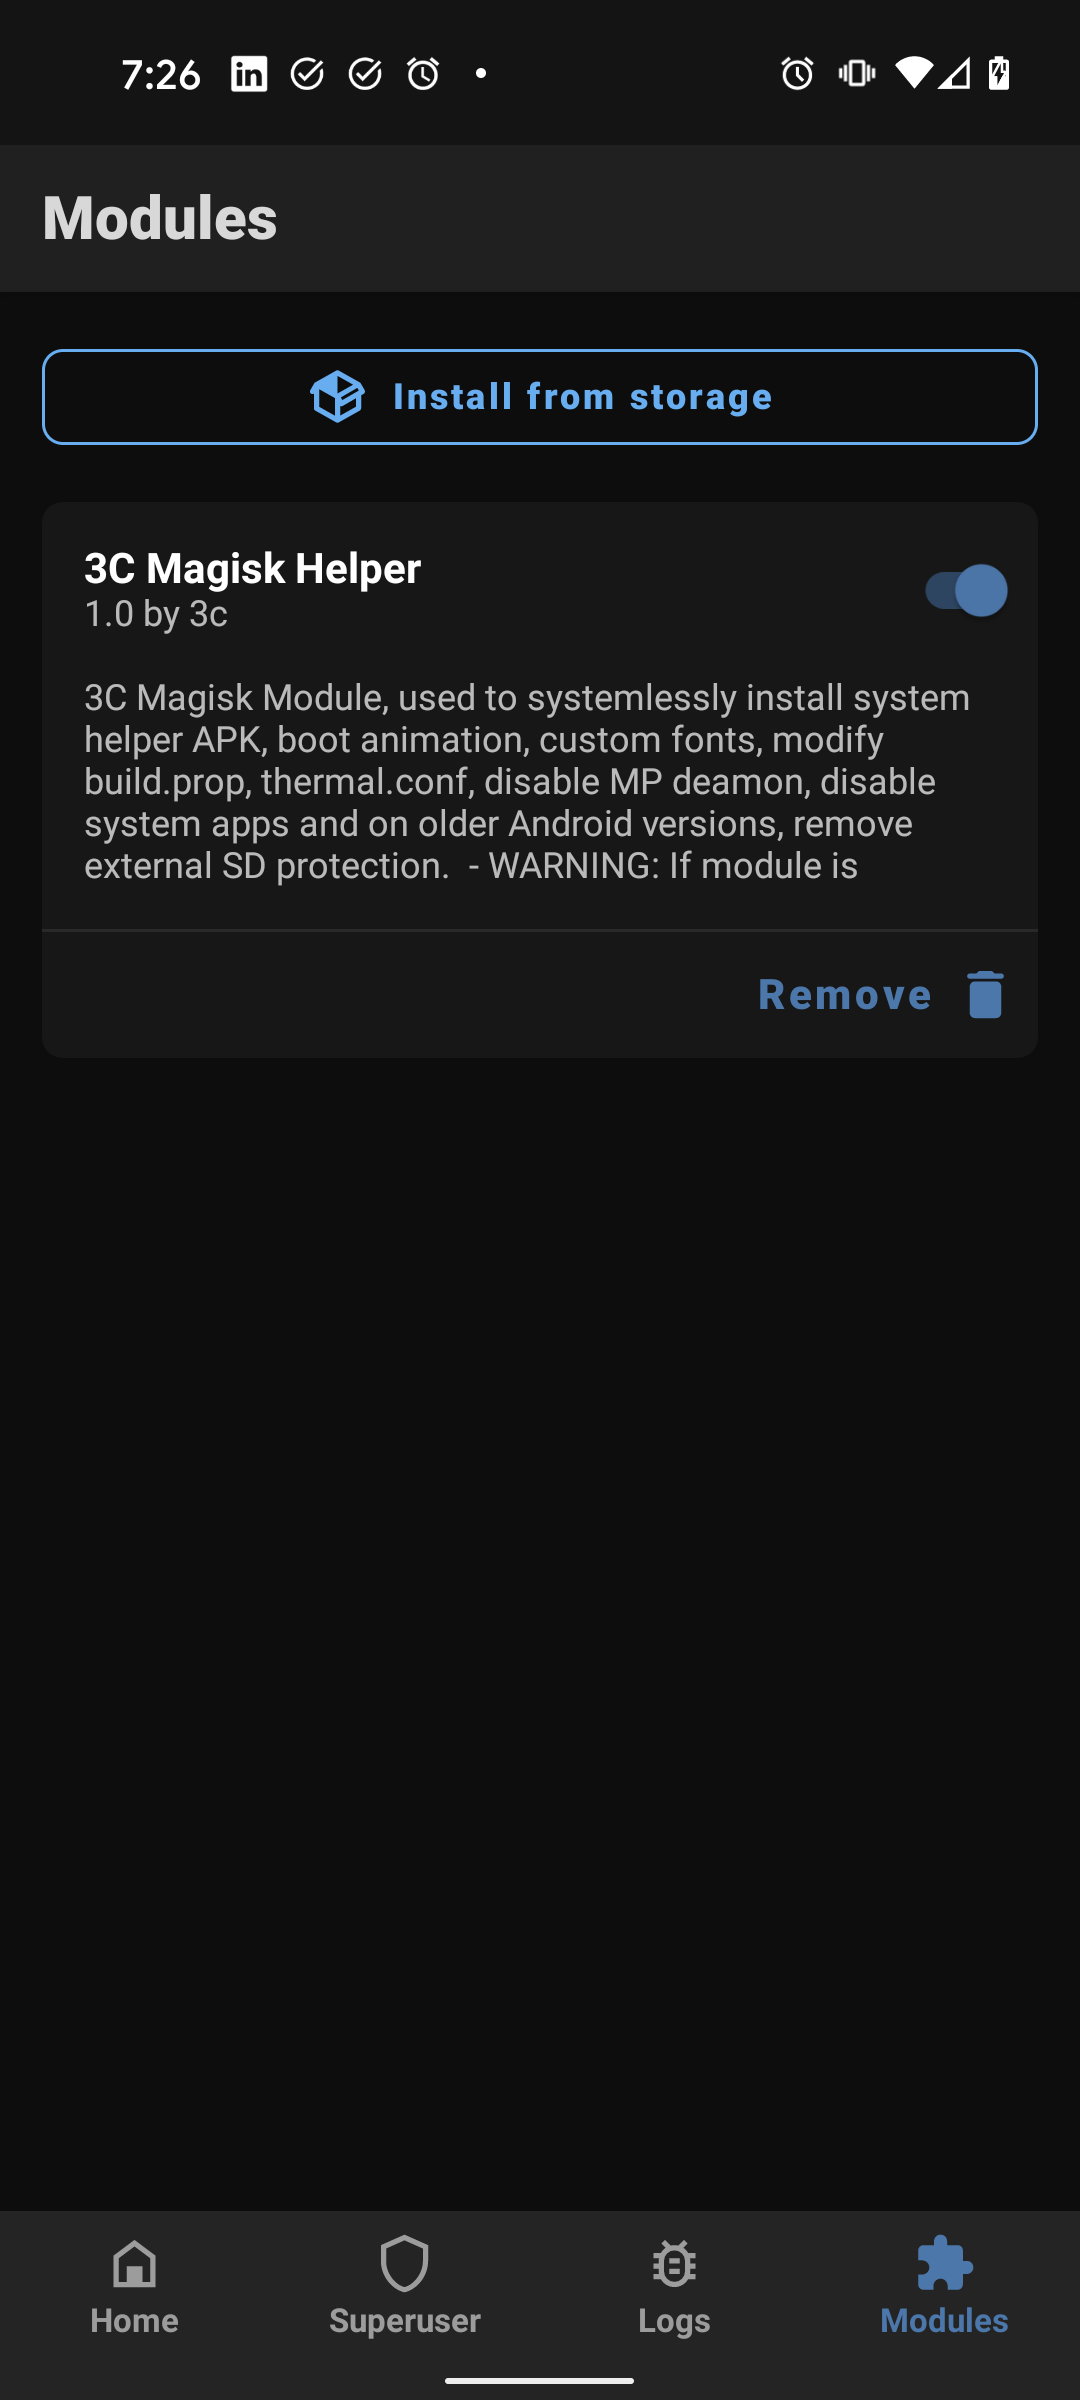 7:26
Modules
Install from storage
3C Magisk Helper
1.0 by 3c
3C Magisk Module, used to systemlessly install system
helper APK, boot animation, custom fonts, modify
build.prop, thermal.conf, disable MP deamon, disable
system apps and on older Android versions, remove
external SD protection.  - WARNING: If module is
Remove
Home
Superuser
Logs
Modules